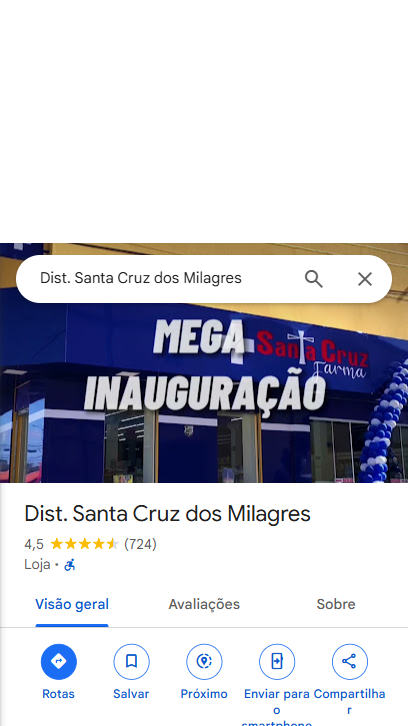 Dist. Santa Cruz dos Milagres
MEGA
Santa Cruz
Farma
INAUGURAÇÃO
Dist. Santa Cruz dos Milagres
4,5 (724)
Loja ·
Visão geral Avaliações Sobre
Rotas Salvar Próximo Enviar para o smartphone Compartilhar